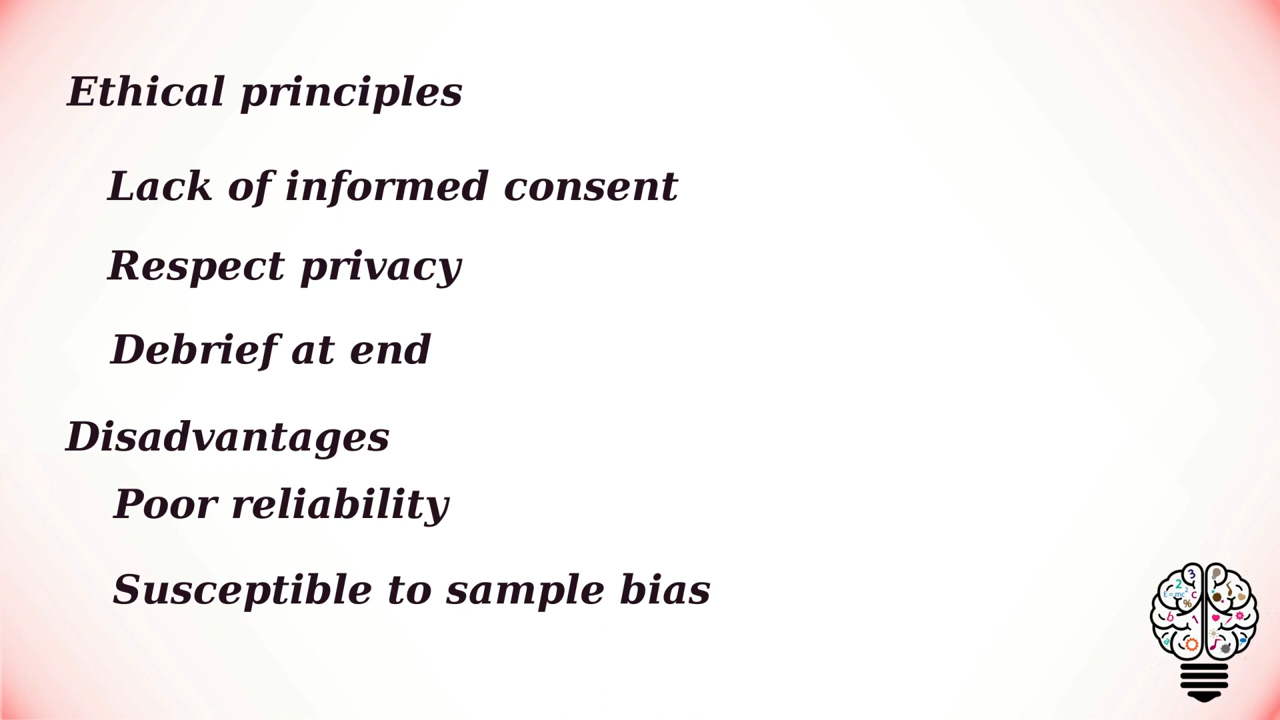 Ethical principles
Lack of informed consent
Respect privacy
Debrief at end
Disadvantages
Poor reliability
Susceptible to sample bias